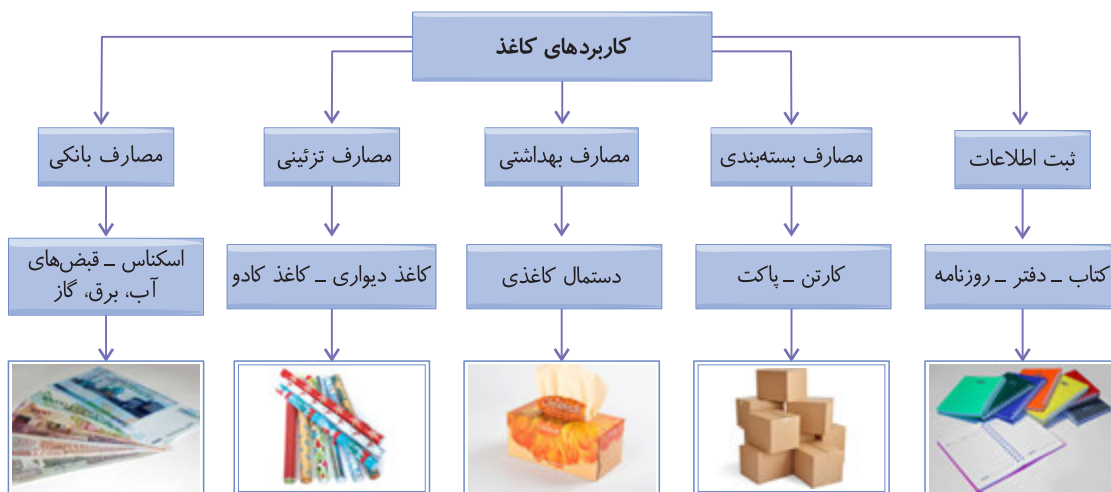 کاربردهای کاغذ
ثبت اطلاعات
مصارف بسته‌بندی
مصارف بهداشتی
مصارف تزئینی
مصارف بانکی
کتاب ـ دفتر ـ روزنامه
کارتن ـ پاکت
دستمال کاغذی
کاغذ دیواری ـ کاغذ کادو
اسکناس ـ قبض‌های
آب، برق، گاز